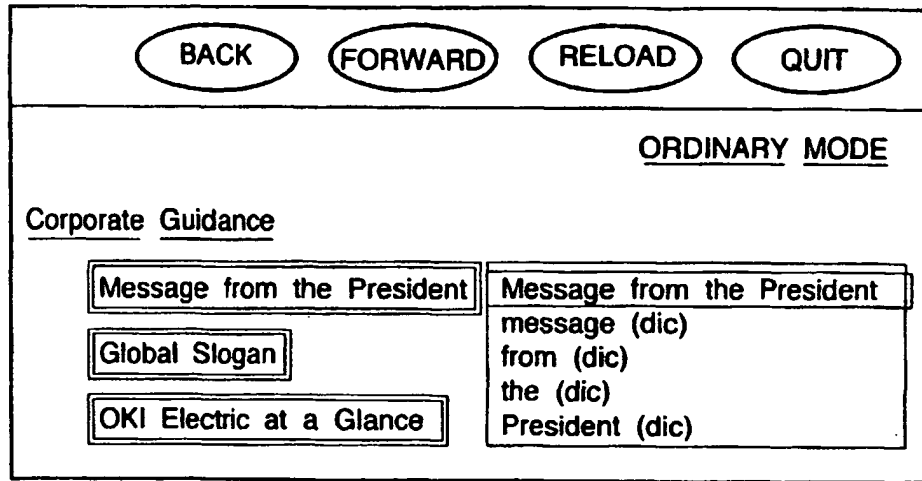 BACK FORWARD RELOAD QUIT
ORDINARY MODE
Corporate Guidance
Message from the President
Global Slogan
OKI Electric at a Glance
Message from the President
message (dic)
from (dic)
the (dic)
President (dic)